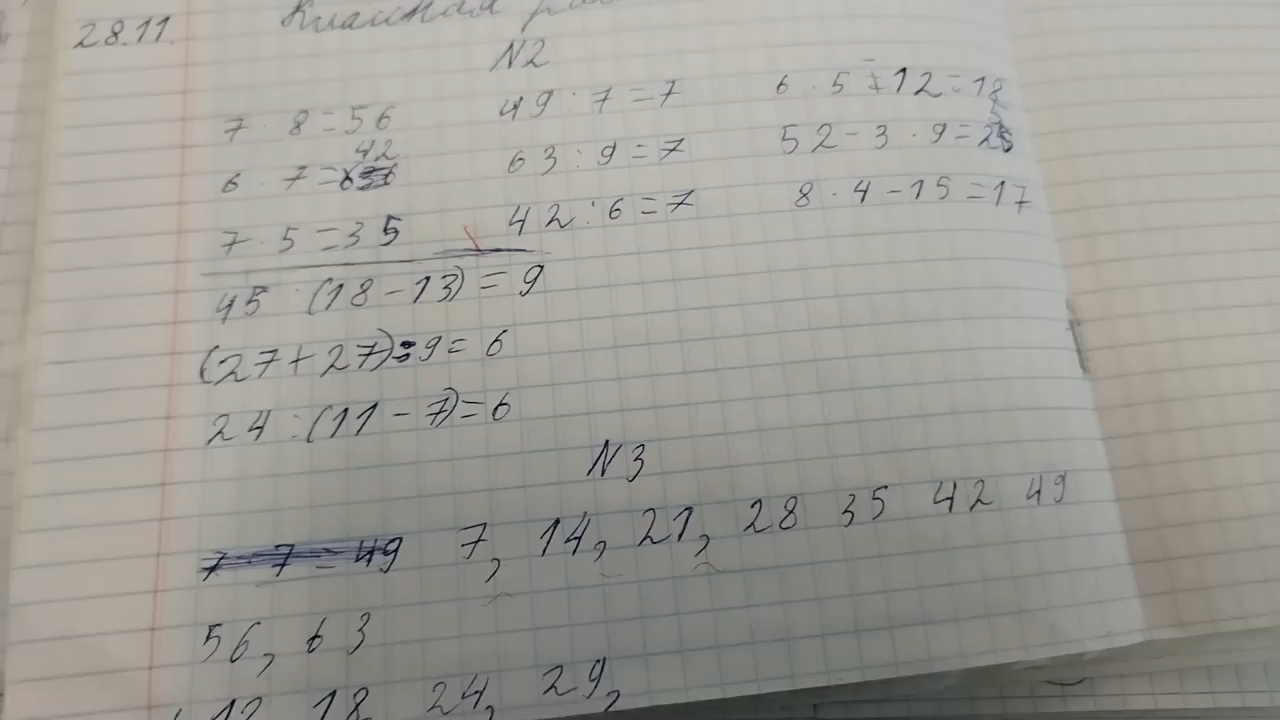 28.11. Классная
N2
7 · 8 = 56 49 : 7 = 7 6 · 5 - 12 = 18
42
6 · 7 = 63 : 9 = 7 52 - 3 · 9 = 25
7 · 5 = 35 42 : 6 = 7 8 · 4 - 15 = 17
45 : (18 - 13) = 9
(27 + 27) : 9 = 6
24 : (11 - 7) = 6
N3
7 · 7 = 49 7, 14, 21, 28 35 42 49
56, 63
12 18, 24, 29,